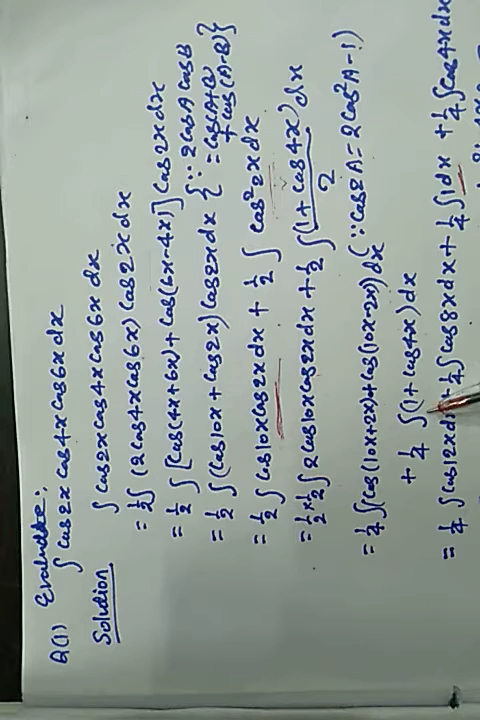 Q(1) Evaluate:
∫ cos2x cos4x cos6x dx
Solution
∫ cos2x cos4x cos6x dx
= 1/2 ∫ (2cos4x cos6x) cos2x dx
= 1/2 ∫ [cos(4x+6x) + cos(6x-4x)] cos2x dx
= 1/2 ∫ (cos10x + cos2x) cos2x dx {∵ 2cosA cosB = cos(A+B) + cos(A-B)}
= 1/2 ∫ cos10x cos2x dx + 1/2 ∫ cos²2x dx
= 1/2 × 1/2 ∫ 2cos10x cos2x dx + 1/2 ∫ (1 + cos4x)/2 dx
= 1/4 ∫ (cos(10x+2x) + cos(10x-2x)) dx (∵ cos2A = 2cos²A - 1)
+ 1/4 ∫ (1 + cos4x) dx
= 1/4 ∫ cos12x dx + 1/4 ∫ cos8x dx + 1/4 ∫ 1 dx + 1/4 ∫ cos4x dx